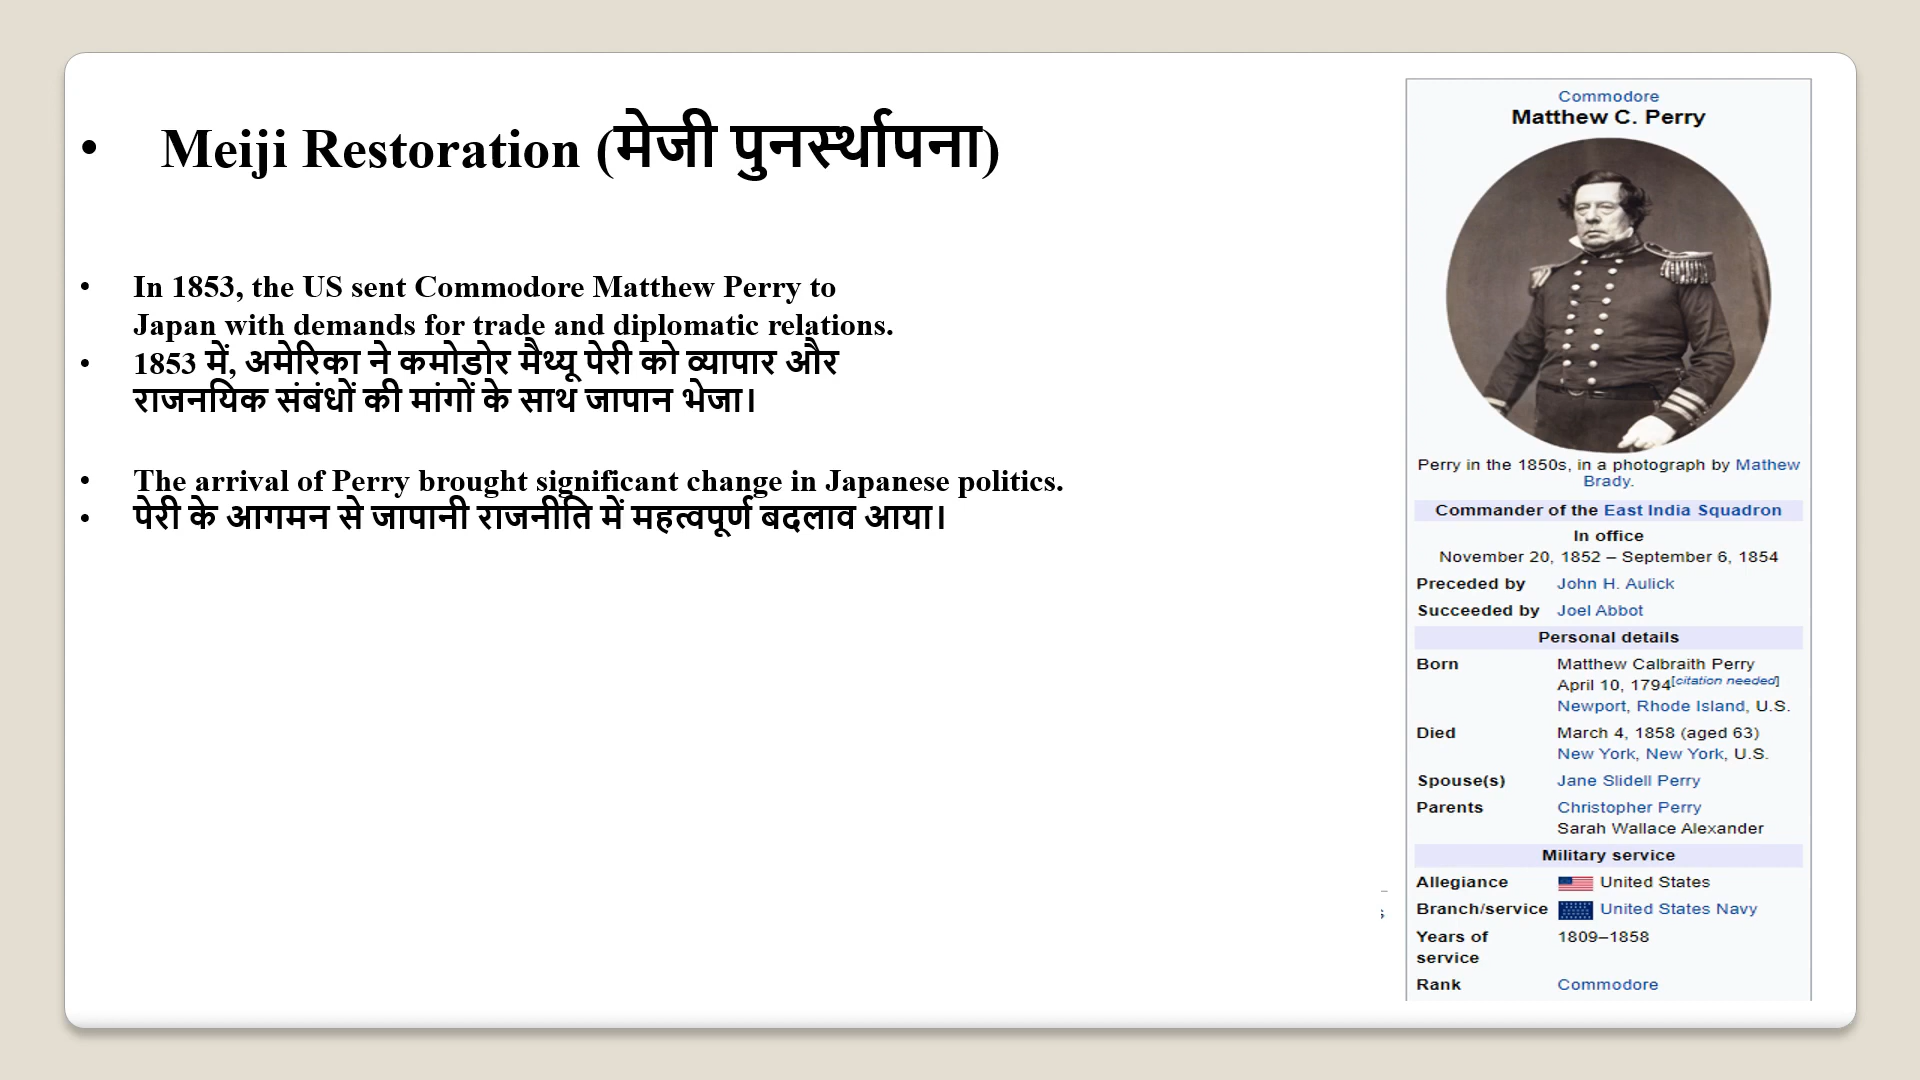 • Meiji Restoration (मेजी पुनर्स्थापना)
• In 1853, the US sent Commodore Matthew Perry to
Japan with demands for trade and diplomatic relations.
• 1853 में, अमेरिका ने कमोडोर मैथ्यू पेरी को व्यापार और
राजनयिक संबंधों की मांगों के साथ जापान भेजा।
• The arrival of Perry brought significant change in Japanese politics.
• पेरी के आगमन से जापानी राजनीति में महत्वपूर्ण बदलाव आया।
Commodore
Matthew C. Perry
Perry in the 1850s, in a photograph by Mathew
Brady.
Commander of the East India Squadron
In office
November 20, 1852 – September 6, 1854
Preceded by John H. Aulick
Succeeded by Joel Abbot
Personal details
Born Matthew Calbraith Perry
April 10, 1794[citation needed]
Newport, Rhode Island, U.S.
Died March 4, 1858 (aged 63)
New York, New York, U.S.
Spouse(s) Jane Slidell Perry
Parents Christopher Perry
Sarah Wallace Alexander
Military service
Allegiance United States
Branch/service United States Navy
Years of 1809–1858
service
Rank Commodore